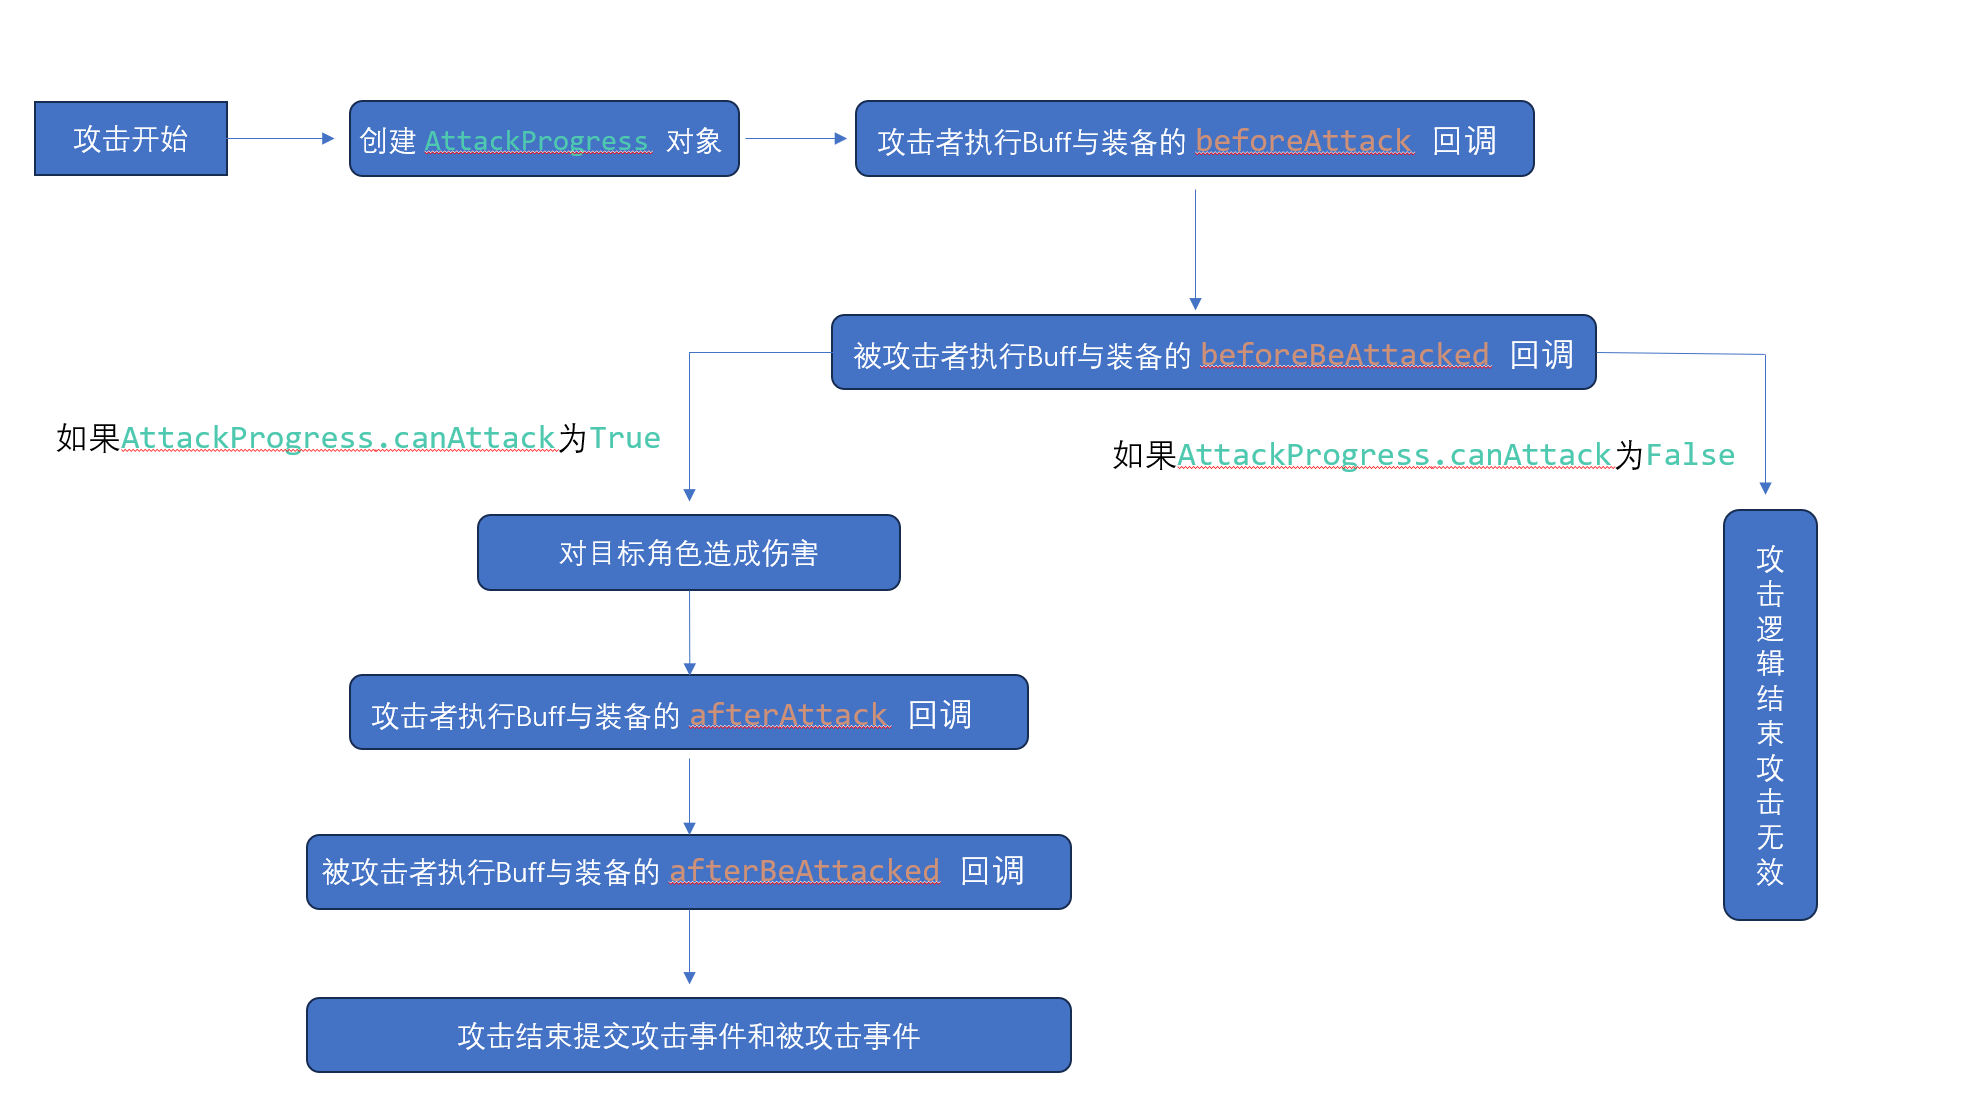 攻击开始
创建 AttackProgress 对象
攻击者执行Buff与装备的 beforeAttack 回调
被攻击者执行Buff与装备的 beforeBeAttacked 回调
如果AttackProgress.canAttack为True
如果AttackProgress.canAttack为False
对目标角色造成伤害
攻击者执行Buff与装备的 afterAttack 回调
被攻击者执行Buff与装备的 afterBeAttacked 回调
攻击结束提交攻击事件和被攻击事件
攻击逻辑结束攻击无效